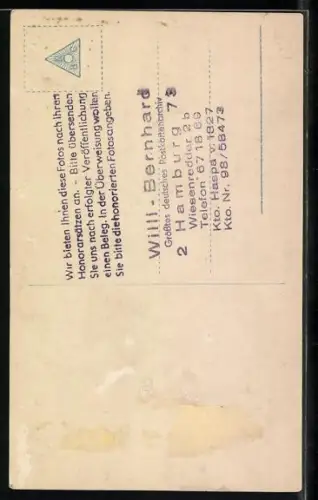 Wir bieten Ihnen diese Fotos nach Ihren
Honorarsätzen an. - Bitte übersenden
Sie uns nach erfolgter Veröffentlichung
einen Beleg. In der Überweisung wollen
Sie bitte die honorierten Fotos angeben.
Willi-Bernhard
Größtes deutsches Postkartenarchiv
2 Hamburg 73
Wiesenredder 2b
Telefon 67 18 69
Kto. Haspa v. 1827
Kto. Nr. 98/58473